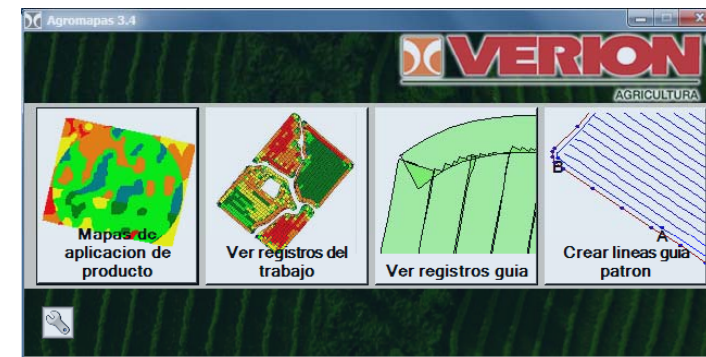 Agromapas 3.4
VERION
AGRICULTURA
Mapas de
aplicacion de
producto
Ver registros del
trabajo
Ver registros guia
B
A
Crear lineas guia
patron